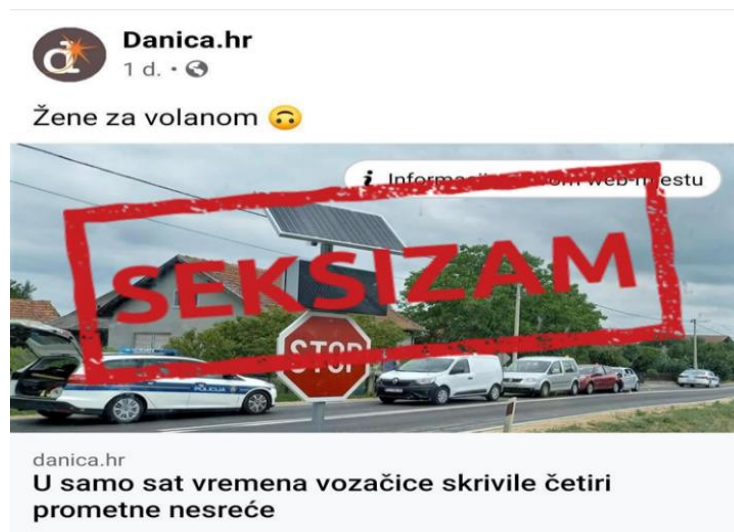 Danica.hr
1 d.
Žene za volanom 🙃
SEKSIZAM
STOP
POLICIJA
danica.hr
U samo sat vremena vozačice skrivile četiri
prometne nesreće